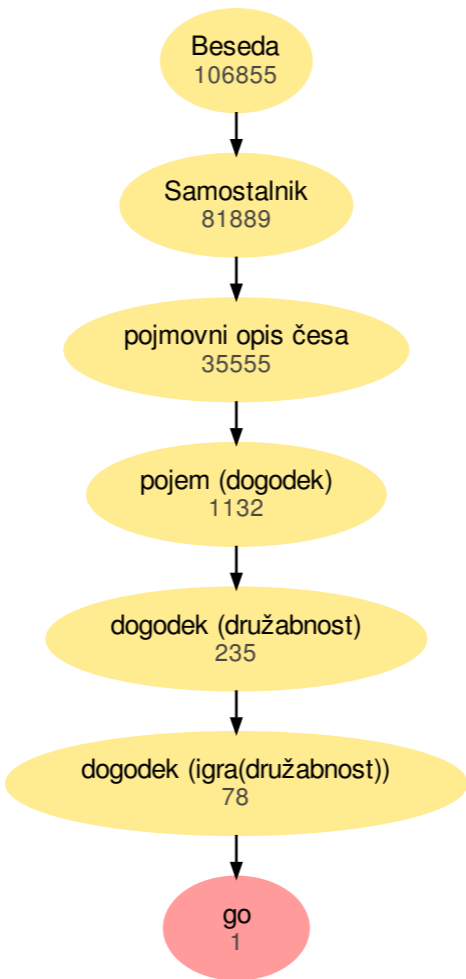 Beseda
106855
Samostalnik
81889
pojmovni opis česa
35555
pojem (dogodek)
1132
dogodek (družabnost)
235
dogodek (igra(družabnost))
78
go
1